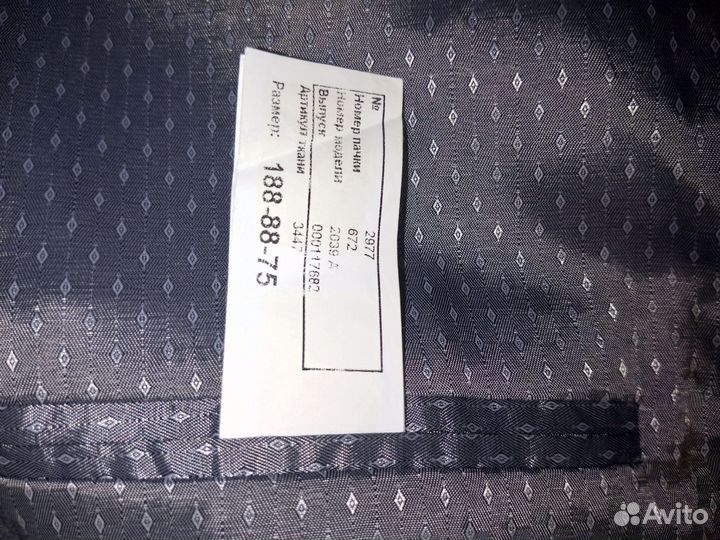 № 2977
Номер пачки 672
Номер модели 2039 А
Выпуск 000117682
Артикул ткани 3447
Размер: 188-88-75
Avito